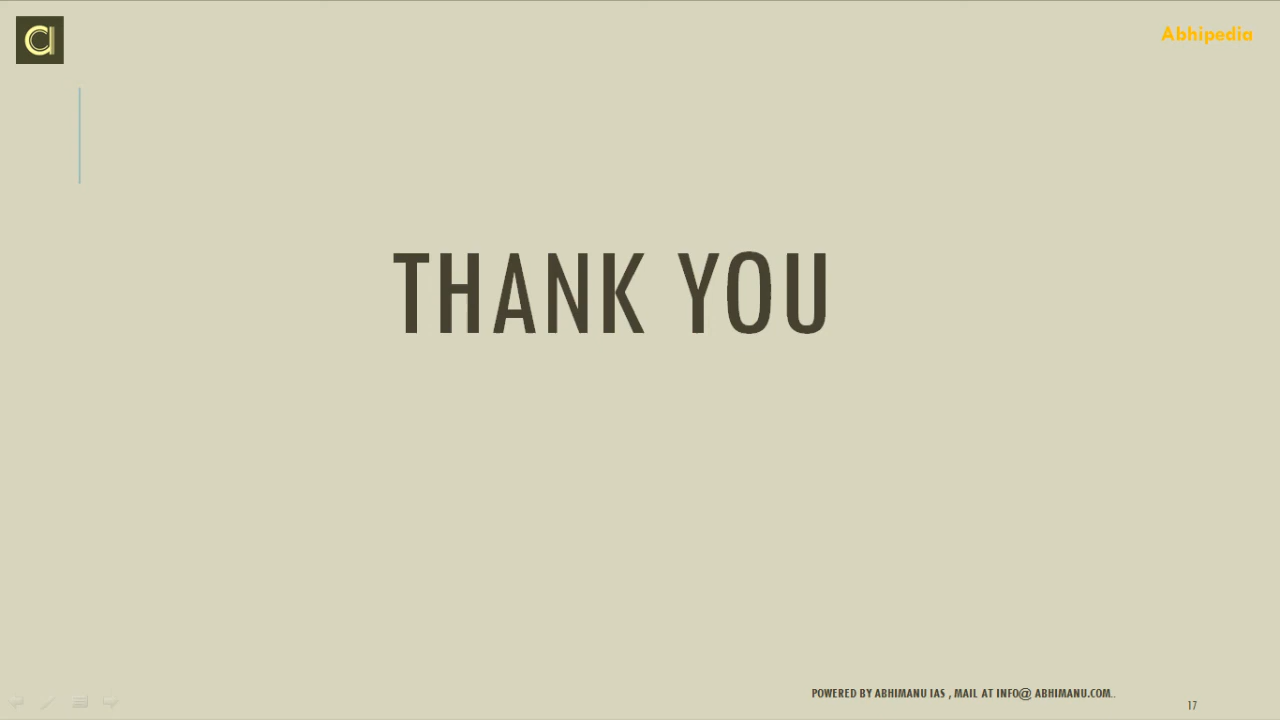 Abhipedia
THANK YOU
POWERED BY ABHIMANU IAS , MAIL AT INFO@ ABHIMANU.COM..
17